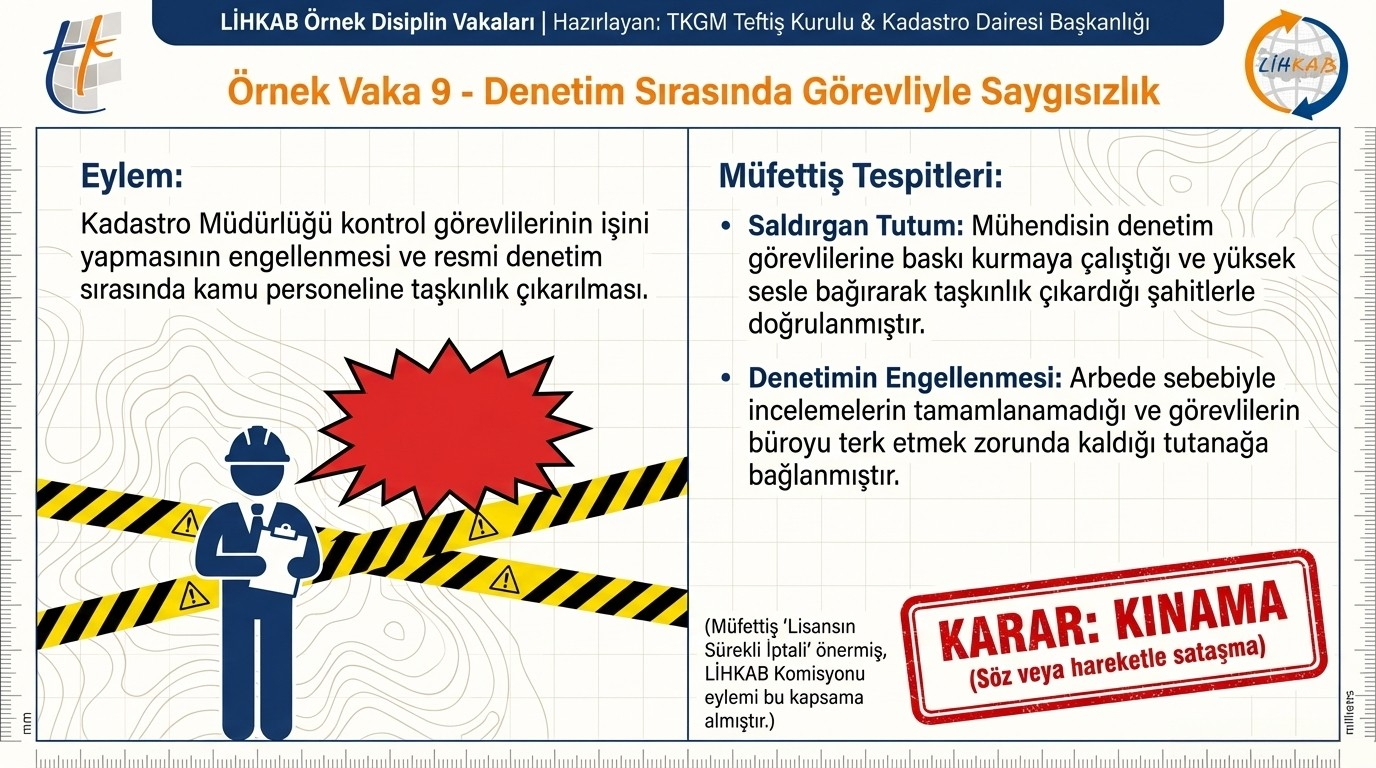 LİHKAB Örnek Disiplin Vakaları | Hazırlayan: TKGM Teftiş Kurulu & Kadastro Dairesi Başkanlığı
LİHKAB
Örnek Vaka 9 - Denetim Sırasında Görevliyle Saygısızlık
Eylem:
Kadastro Müdürlüğü kontrol görevlilerinin işini
yapmasının engellenmesi ve resmi denetim
sırasında kamu personeline taşkınlık çıkarılması.
Müfettiş Tespitleri:
• Saldırgan Tutum: Mühendisin denetim
görevlilerine baskı kurmaya çalıştığı ve yüksek
sesle bağırarak taşkınlık çıkardığı şahitlerle
doğrulanmıştır.
• Denetimin Engellenmesi: Arbede sebebiyle
incelemelerin tamamlanamadığı ve görevlilerin
büroyu terk etmek zorunda kaldığı tutanağa
bağlanmıştır.
(Müfettiş 'Lisansın
Sürekli İptali' önermiş,
LİHKAB Komisyonu
eylemi bu kapsama
almıştır.)
KARAR: KINAMA
(Söz veya hareketle sataşma)
mm